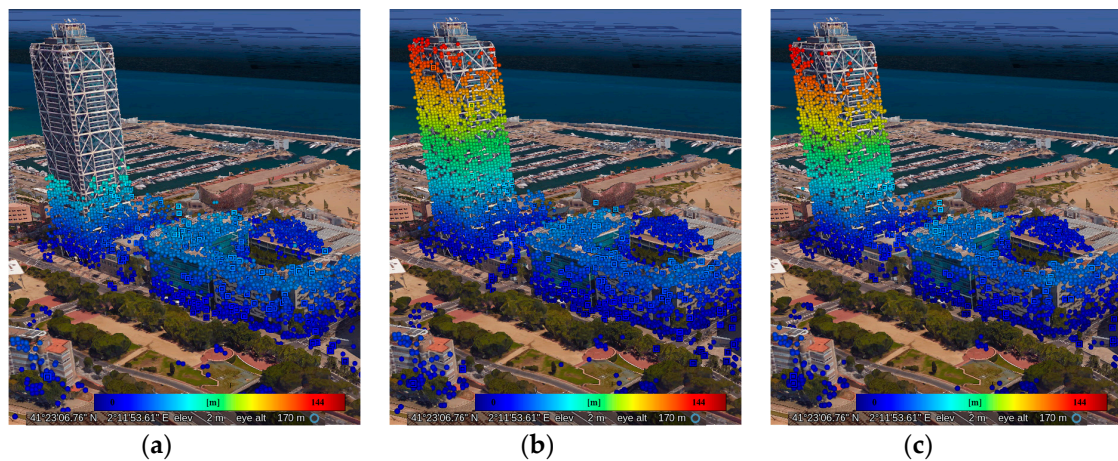 0 [m] 144 0 [m] 144 0 [m] 144
41°23'06.76" N 2°11'53.61" E elev 2 m eye alt 170 m 41°23'06.76" N 2°11'53.61" E elev 2 m eye alt 170 m 41°23'06.76" N 2°11'53.61" E elev 2 m eye alt 170 m
(a) (b) (c)